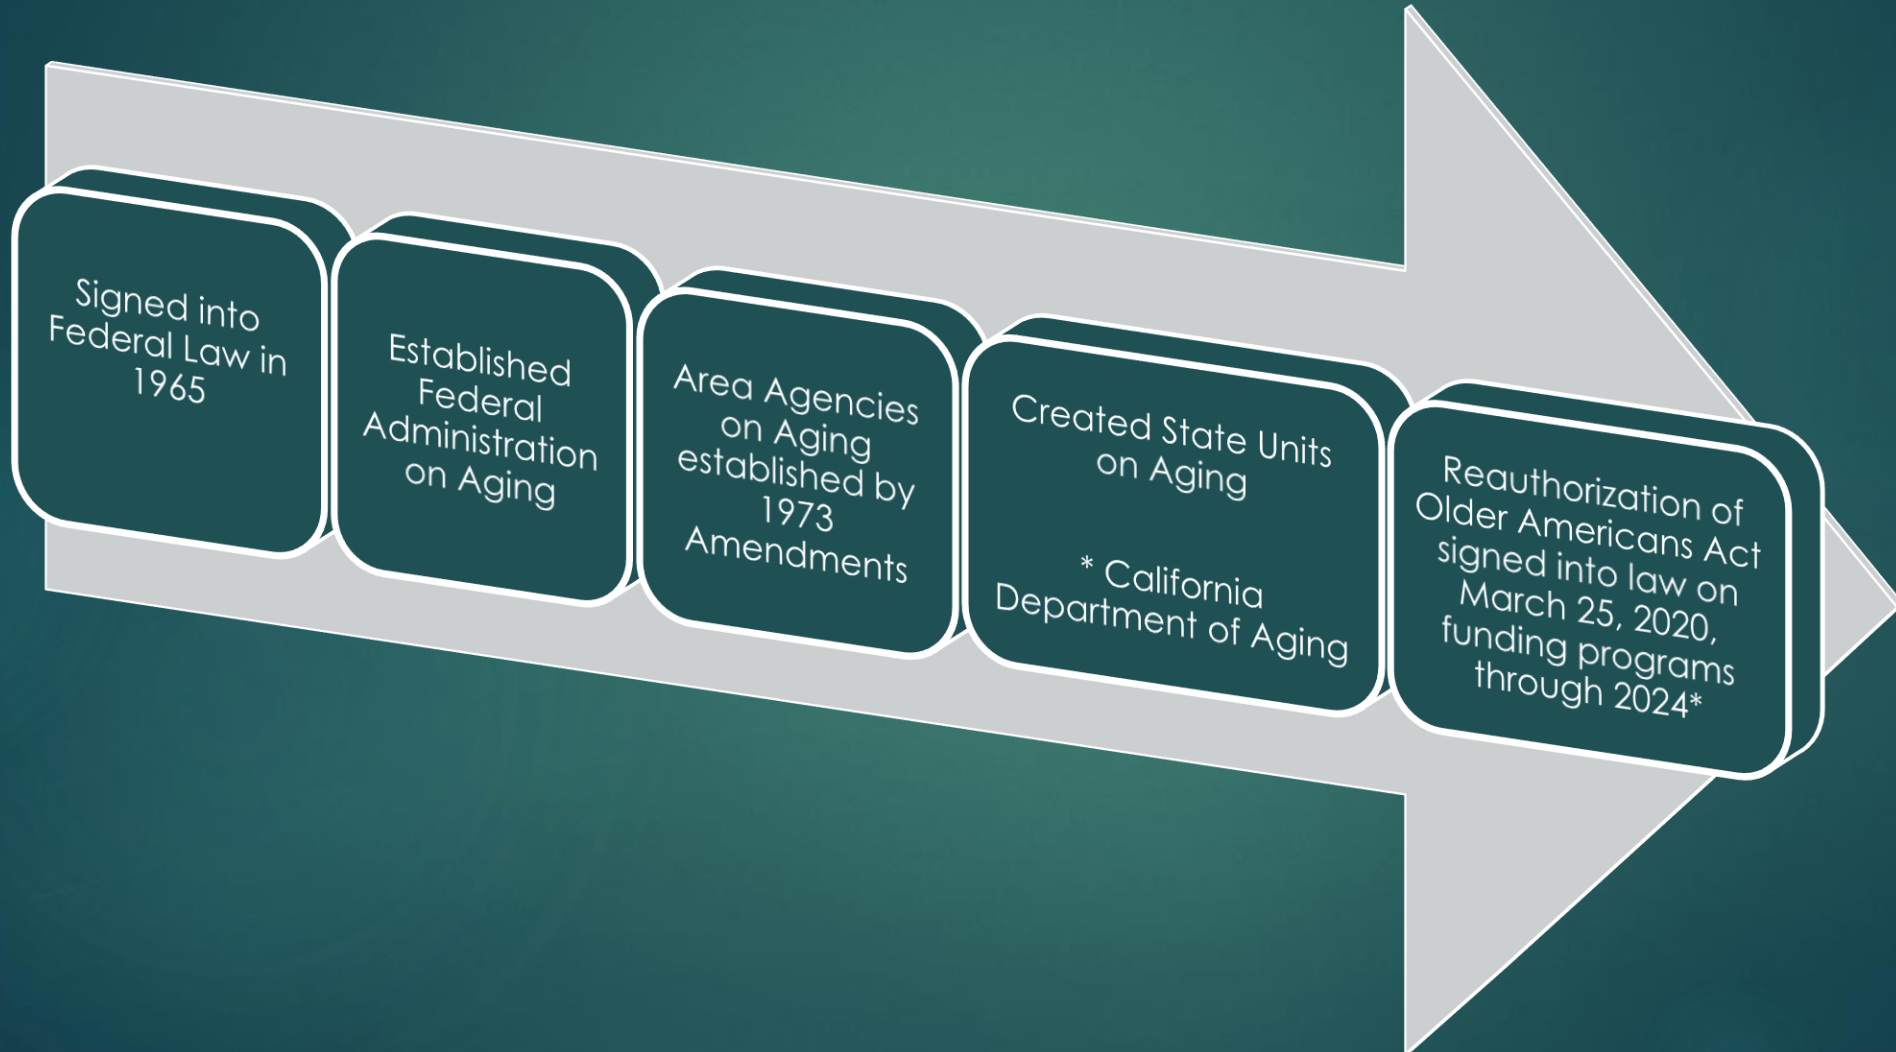 Signed into
Federal Law in
1965
Established
Federal
Administration
on Aging
Area Agencies
on Aging
established by
1973
Amendments
Created State Units
on Aging
* California
Department of Aging
Reauthorization of
Older Americans Act
signed into law on
March 25, 2020,
funding programs
through 2024*